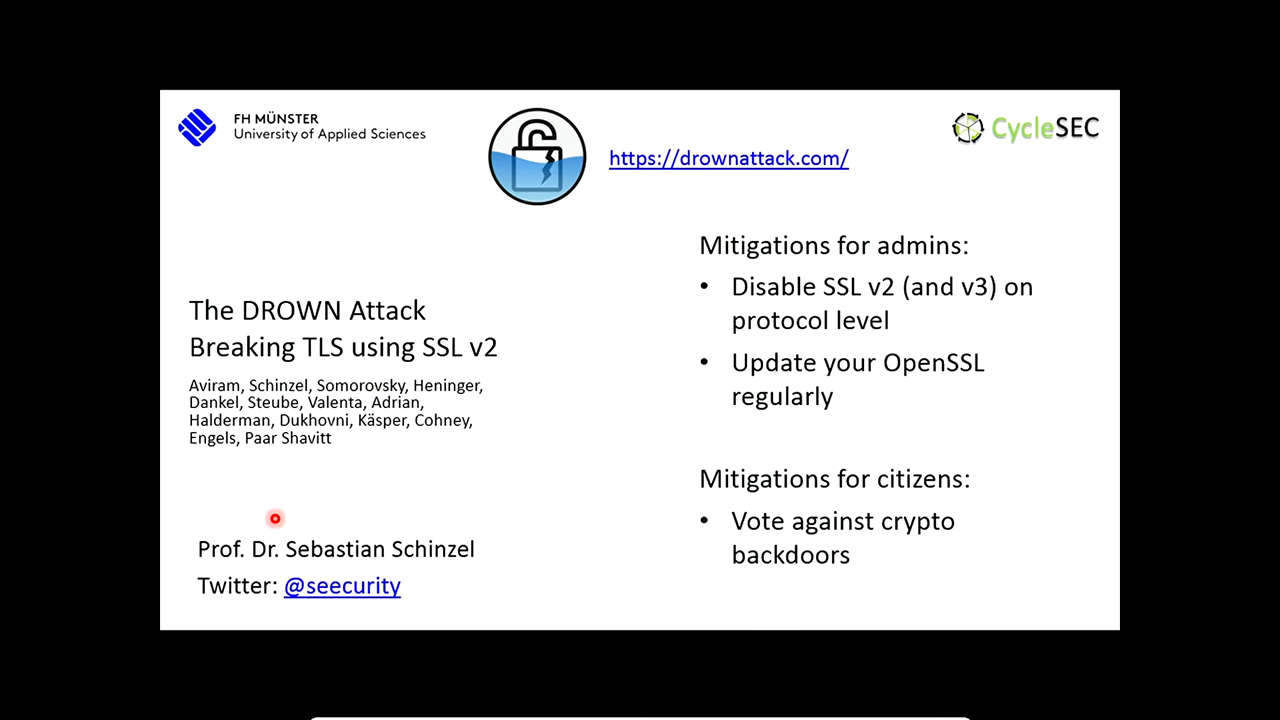 FH MÜNSTER
University of Applied Sciences
CycleSEC
https://drownattack.com/
The DROWN Attack
Breaking TLS using SSL v2
Aviram, Schinzel, Somorovsky, Heninger,
Dankel, Steube, Valenta, Adrian,
Halderman, Dukhovni, Käsper, Cohney,
Engels, Paar Shavitt
Prof. Dr. Sebastian Schinzel
Twitter: @seecurity
Mitigations for admins:
• Disable SSL v2 (and v3) on
protocol level
• Update your OpenSSL
regularly
Mitigations for citizens:
• Vote against crypto
backdoors